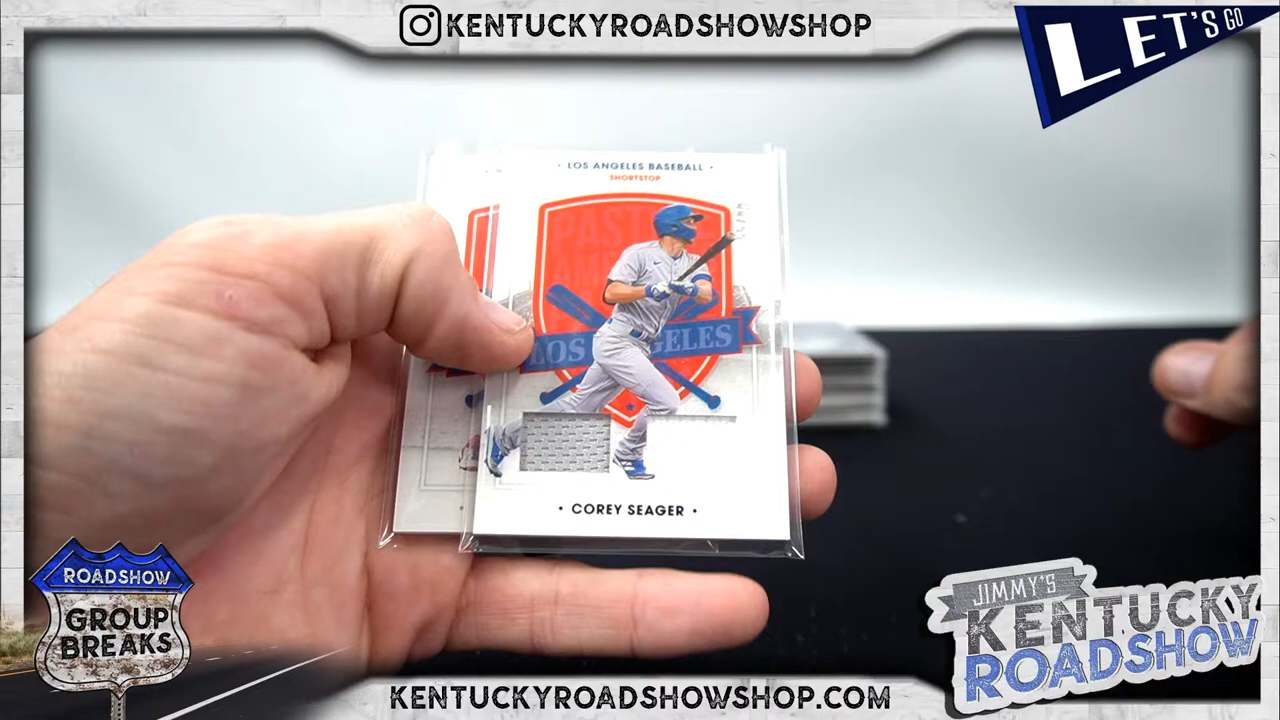 KENTUCKYROADSHOWSHOP
LET'S GO
· LOS ANGELES BASEBALL ·
SHORTSTOP
PAST
LOS ANGELES
· COREY SEAGER ·
ROADSHOW
GROUP
BREAKS
JIMMY'S
KENTUCKY
ROADSHOW
KENTUCKYROADSHOWSHOP.COM